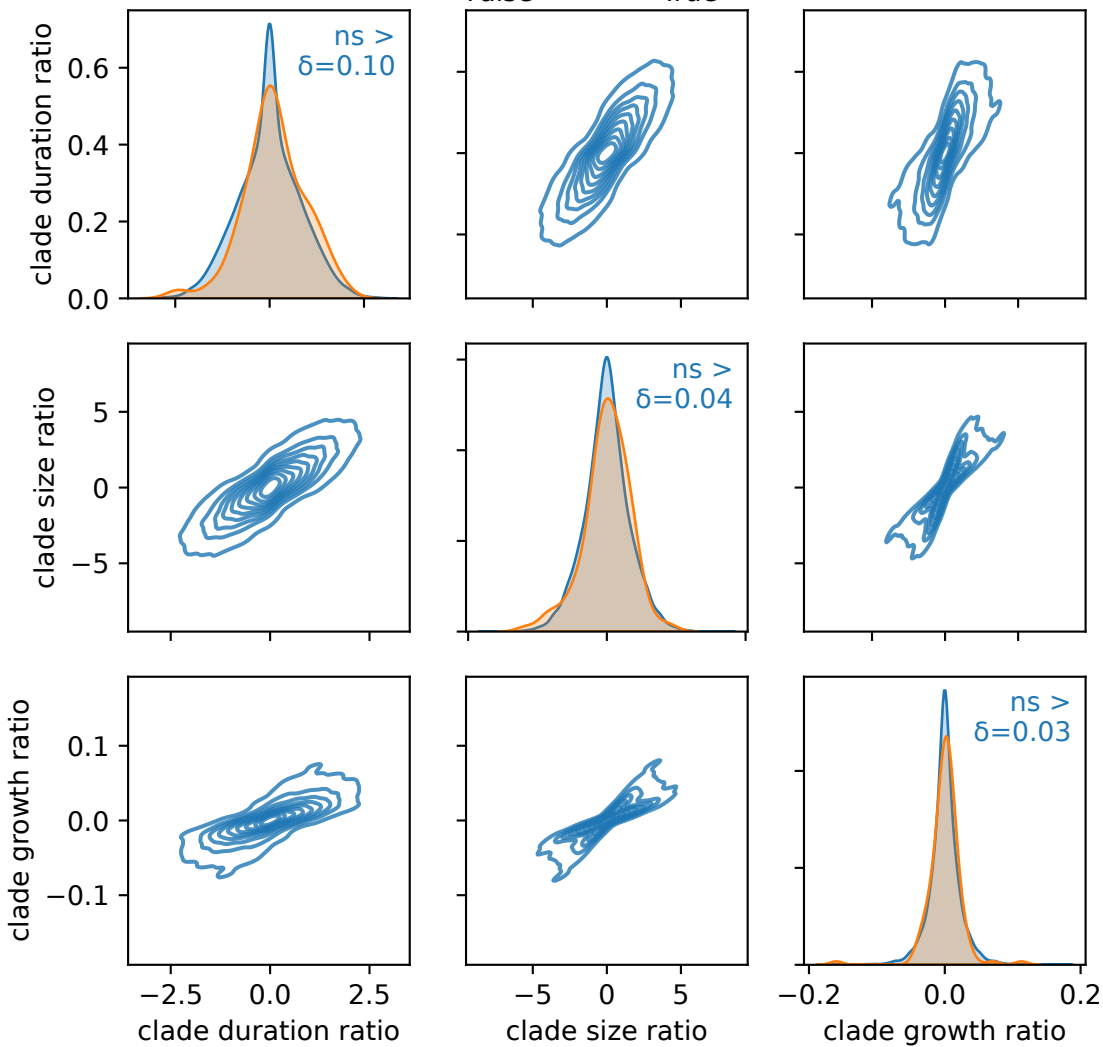 False True
clade duration ratio
0.6
0.4
0.2
0.0
ns >
δ=0.10
clade size ratio
5
0
−5
ns >
δ=0.04
clade growth ratio
0.1
0.0
−0.1
ns >
δ=0.03
−2.5 0.0 2.5
−5 0 5
−0.2 0.0 0.2
clade duration ratio
clade size ratio
clade growth ratio